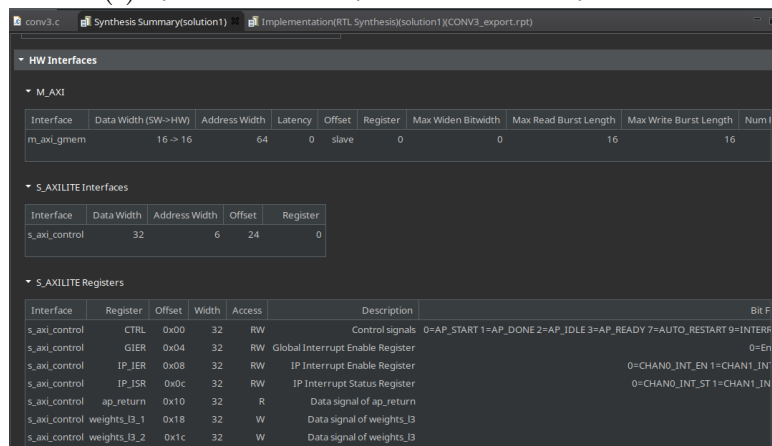 conv3.c Synthesis Summary(solution1) Implementation(RTL Synthesis)(solution1)(CONV3_export.rpt)
HW Interfaces
M_AXI
Interface Data Width (SW->HW) Address Width Latency Offset Register Max Widen Bitwidth Max Read Burst Length Max Write Burst Length Num
m_axi_gmem 16 -> 16 64 0 slave 0 0 16 16
S_AXILITE Interfaces
Interface Data Width Address Width Offset Register
s_axi_control 32 6 24 0
S_AXILITE Registers
Interface Register Offset Width Access Description Bit F
s_axi_control CTRL 0x00 32 RW Control signals 0=AP_START 1=AP_DONE 2=AP_IDLE 3=AP_READY 7=AUTO_RESTART 9=INTERR
s_axi_control GIER 0x04 32 RW Global Interrupt Enable Register 0=En
s_axi_control IP_IER 0x08 32 RW IP Interrupt Enable Register 0=CHAN0_INT_EN 1=CHAN1_INT
s_axi_control IP_ISR 0x0c 32 RW IP Interrupt Status Register 0=CHAN0_INT_ST 1=CHAN1_IN
s_axi_control ap_return 0x10 32 R Data signal of ap_return
s_axi_control weights_l3_1 0x18 32 W Data signal of weights_l3
s_axi_control weights_l3_2 0x1c 32 W Data signal of weights_l3